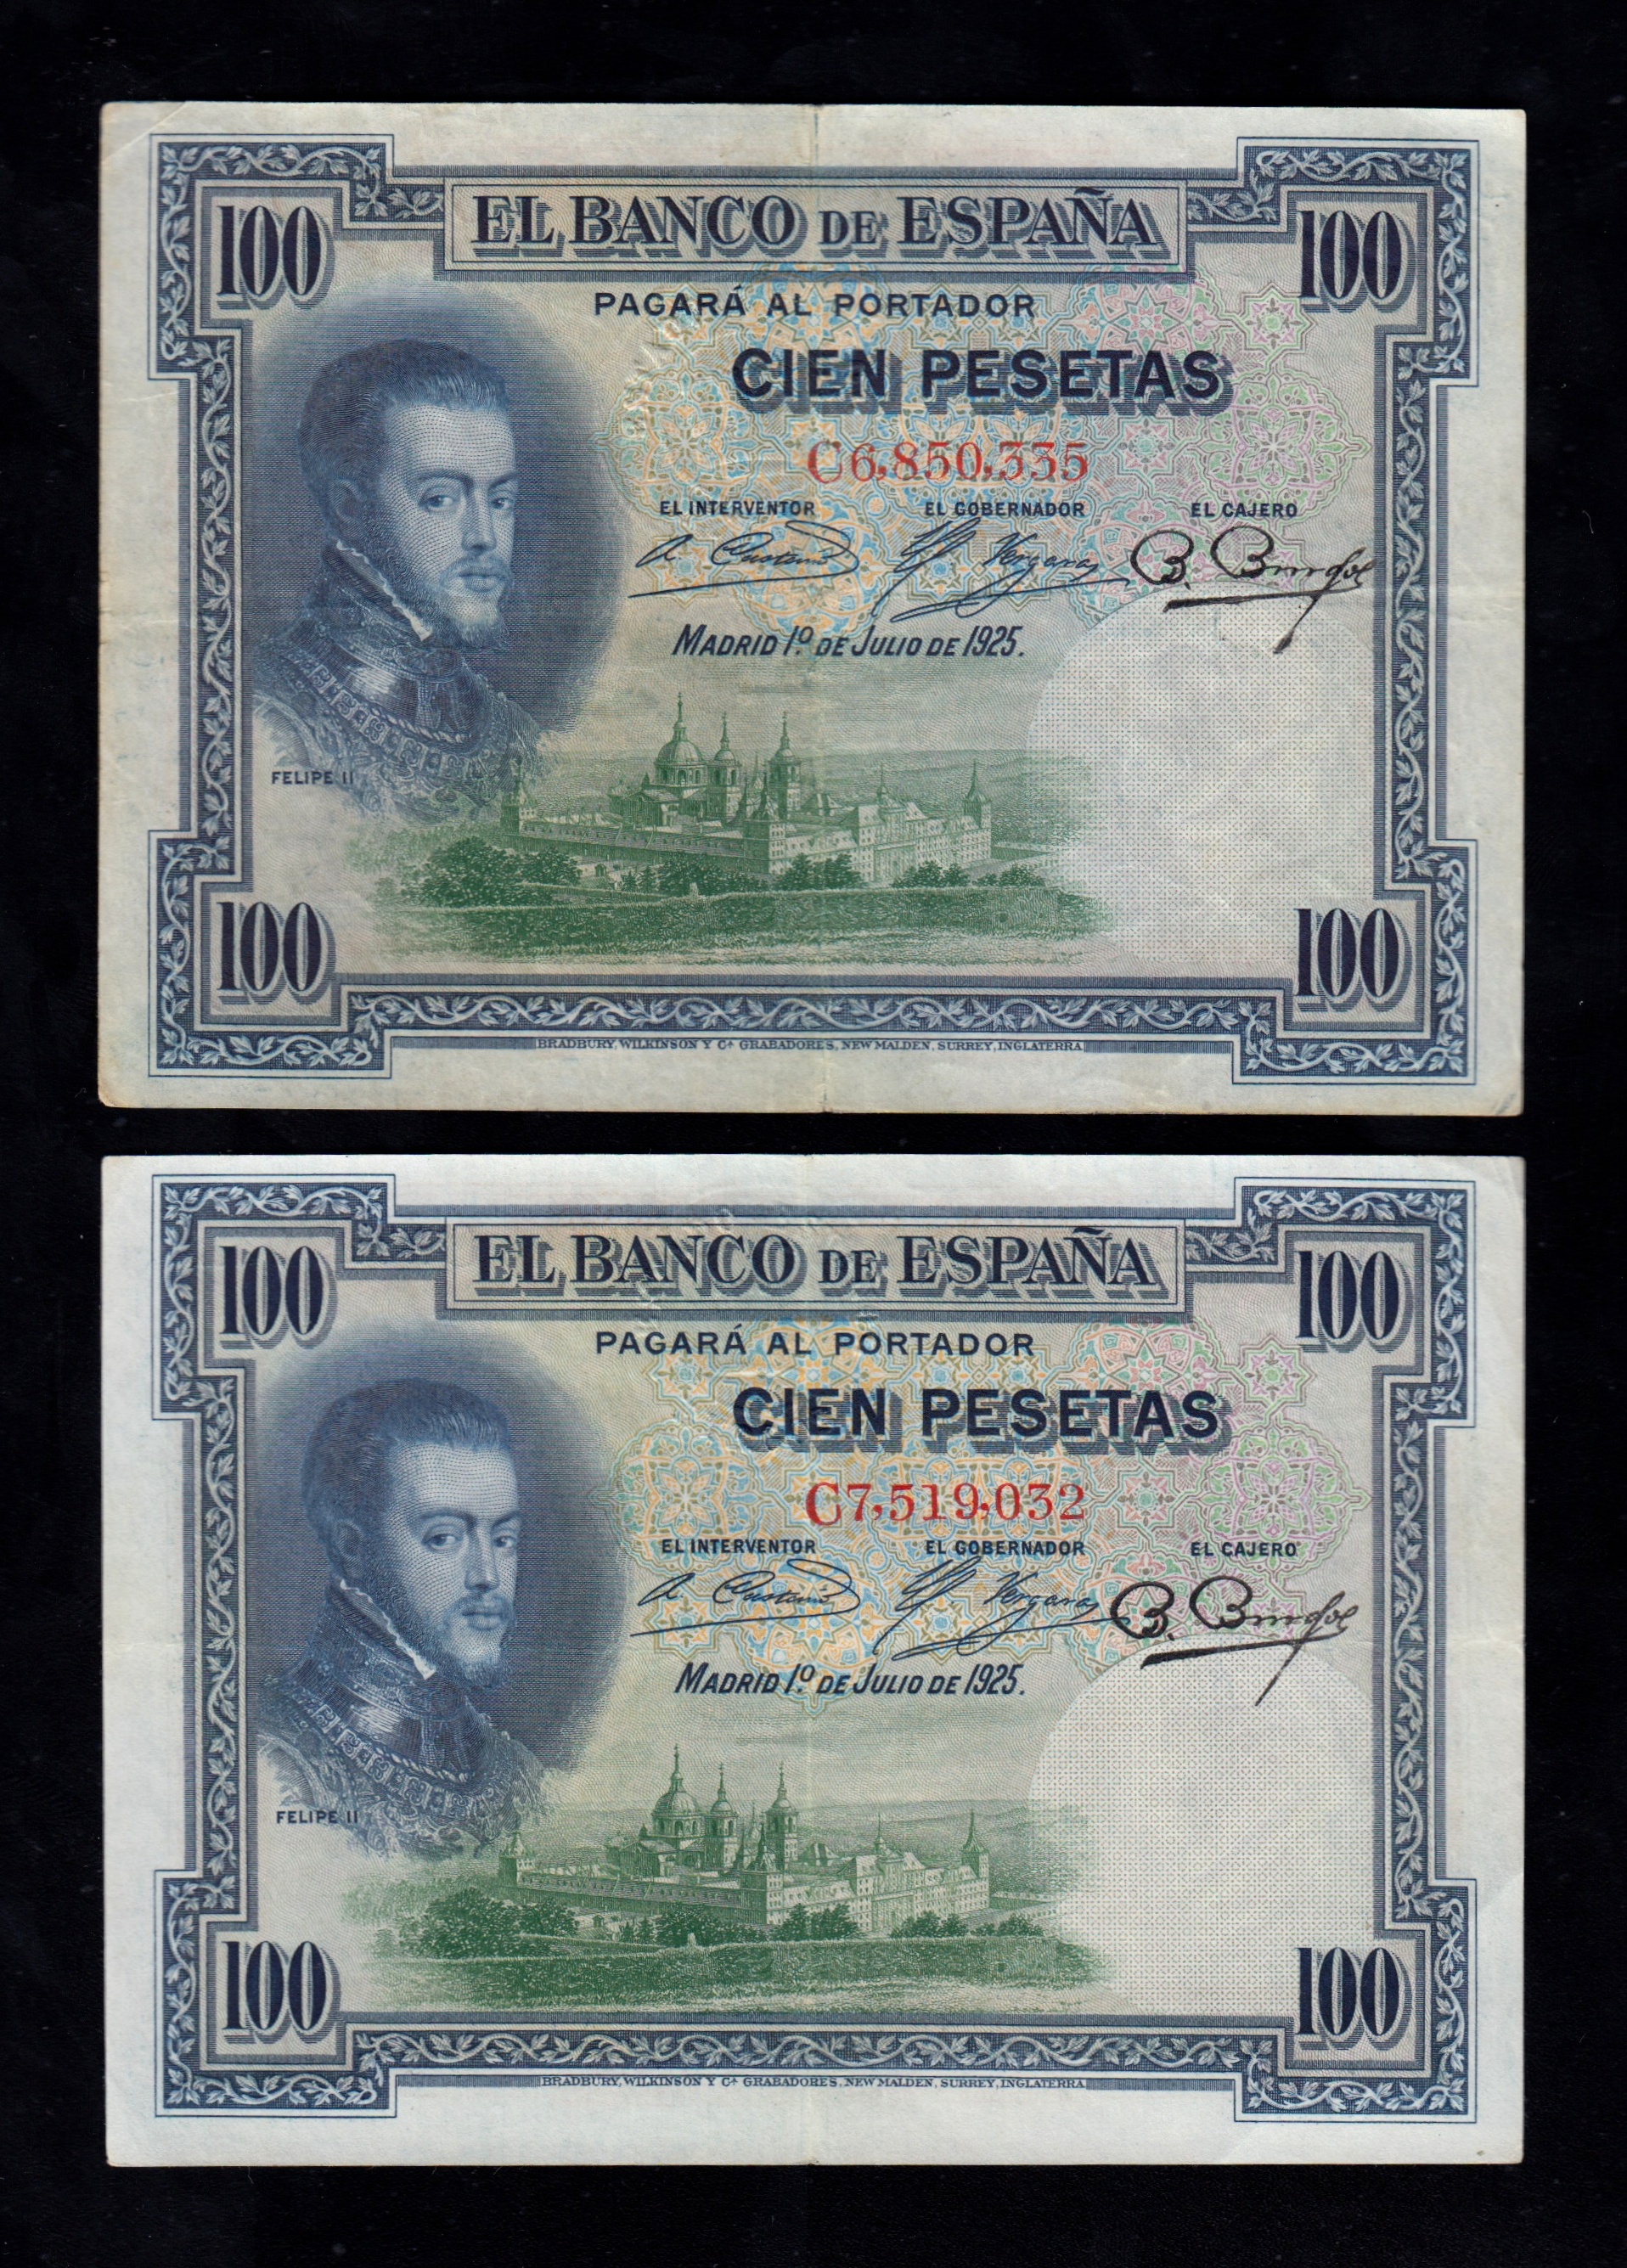 EL BANCO DE ESPAÑA
100
100
PAGARÁ AL PORTADOR
CIEN PESETAS
C6,850,335
EL INTERVENTOR EL GOBERNADOR EL CAJERO
MADRID 1º DE JULIO DE 1925.
FELIPE II
100
100
BRADBURY, WILKINSON Y Cª GRABADORES, NEW MALDEN, SURREY, INGLATERRA
EL BANCO DE ESPAÑA
100
100
PAGARÁ AL PORTADOR
CIEN PESETAS
C7,519,032
EL INTERVENTOR EL GOBERNADOR EL CAJERO
MADRID 1º DE JULIO DE 1925.
FELIPE II
100
100
BRADBURY, WILKINSON Y Cª GRABADORES, NEW MALDEN, SURREY, INGLATERRA